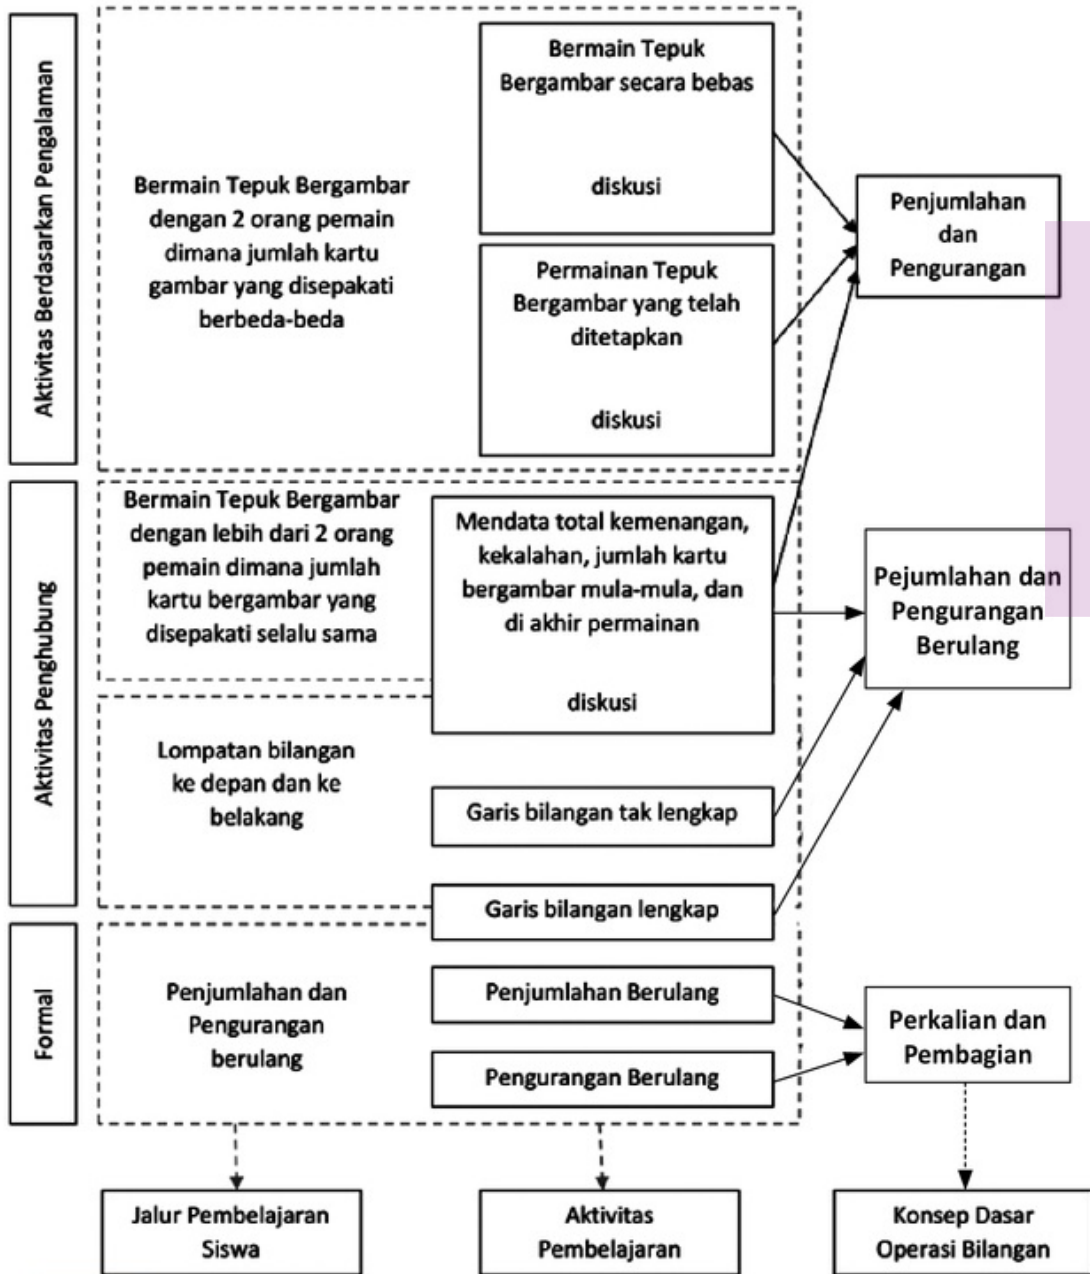 Aktivitas Berdasarkan Pengalaman
Bermain Tepuk Bergambar
dengan 2 orang pemain
dimana jumlah kartu
gambar yang disepakati
berbeda-beda
Bermain Tepuk
Bergambar secara bebas
diskusi
Permainan Tepuk
Bergambar yang telah
ditetapkan
diskusi
Penjumlahan
dan
Pengurangan
Aktivitas Penghubung
Bermain Tepuk Bergambar
dengan lebih dari 2 orang
pemain dimana jumlah
kartu bergambar yang
disepakati selalu sama
Mendata total kemenangan,
kekalahan, jumlah kartu
bergambar mula-mula, dan
di akhir permainan
diskusi
Pejumlahan dan
Pengurangan
Berulang
Lompatan bilangan
ke depan dan ke
belakang
Garis bilangan tak lengkap
Garis bilangan lengkap
Formal
Penjumlahan dan
Pengurangan
berulang
Penjumlahan Berulang
Pengurangan Berulang
Perkalian dan
Pembagian
Jalur Pembelajaran
Siswa
Aktivitas
Pembelajaran
Konsep Dasar
Operasi Bilangan